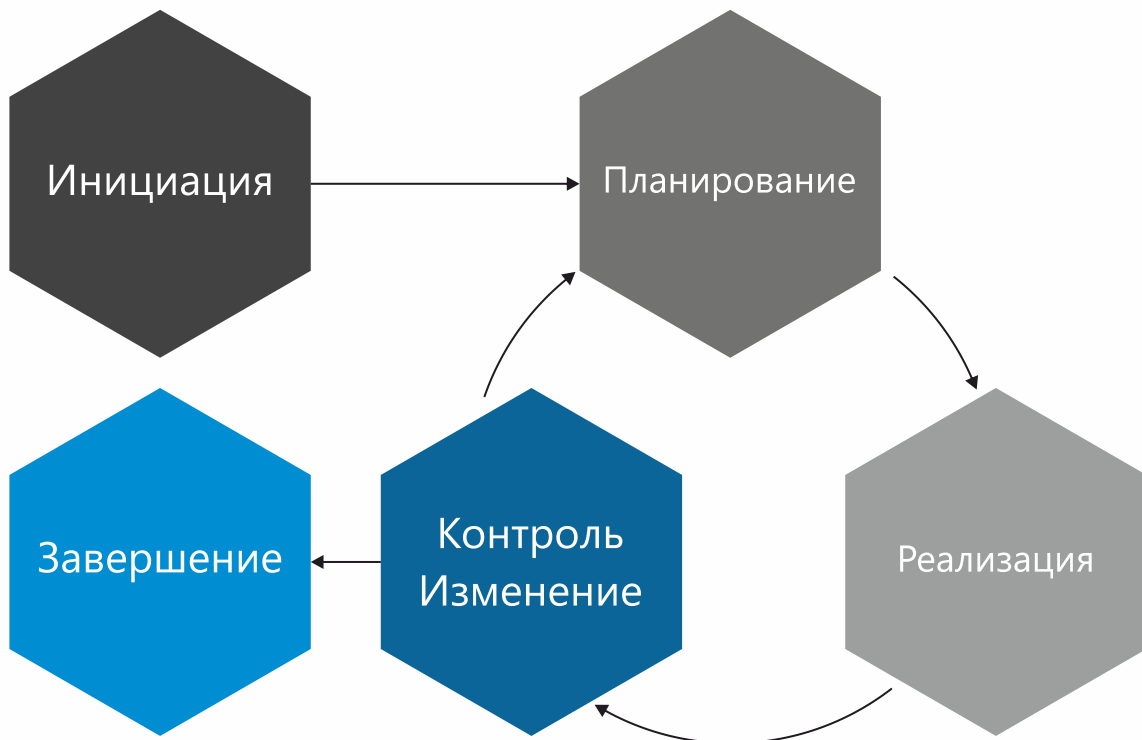 Инициация
Планирование
Завершение
Контроль
Изменение
Реализация